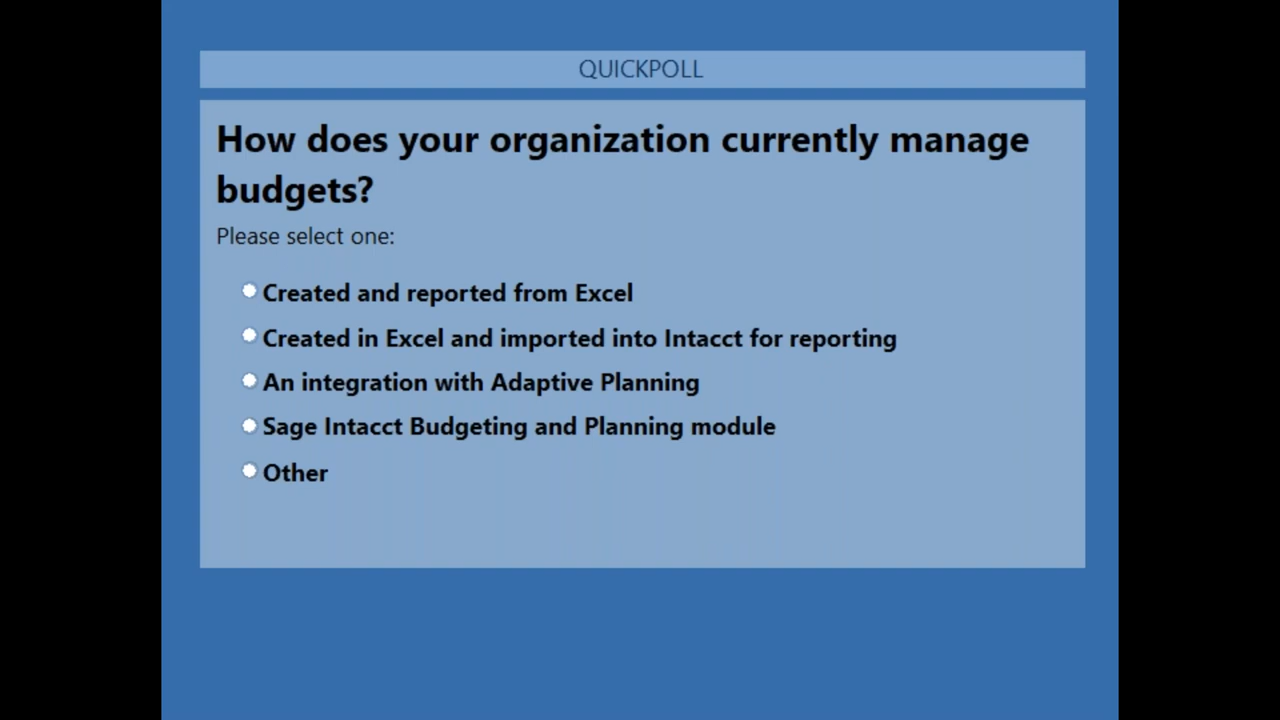 QUICKPOLL
How does your organization currently manage
budgets?
Please select one:
Created and reported from Excel
Created in Excel and imported into Intacct for reporting
An integration with Adaptive Planning
Sage Intacct Budgeting and Planning module
Other